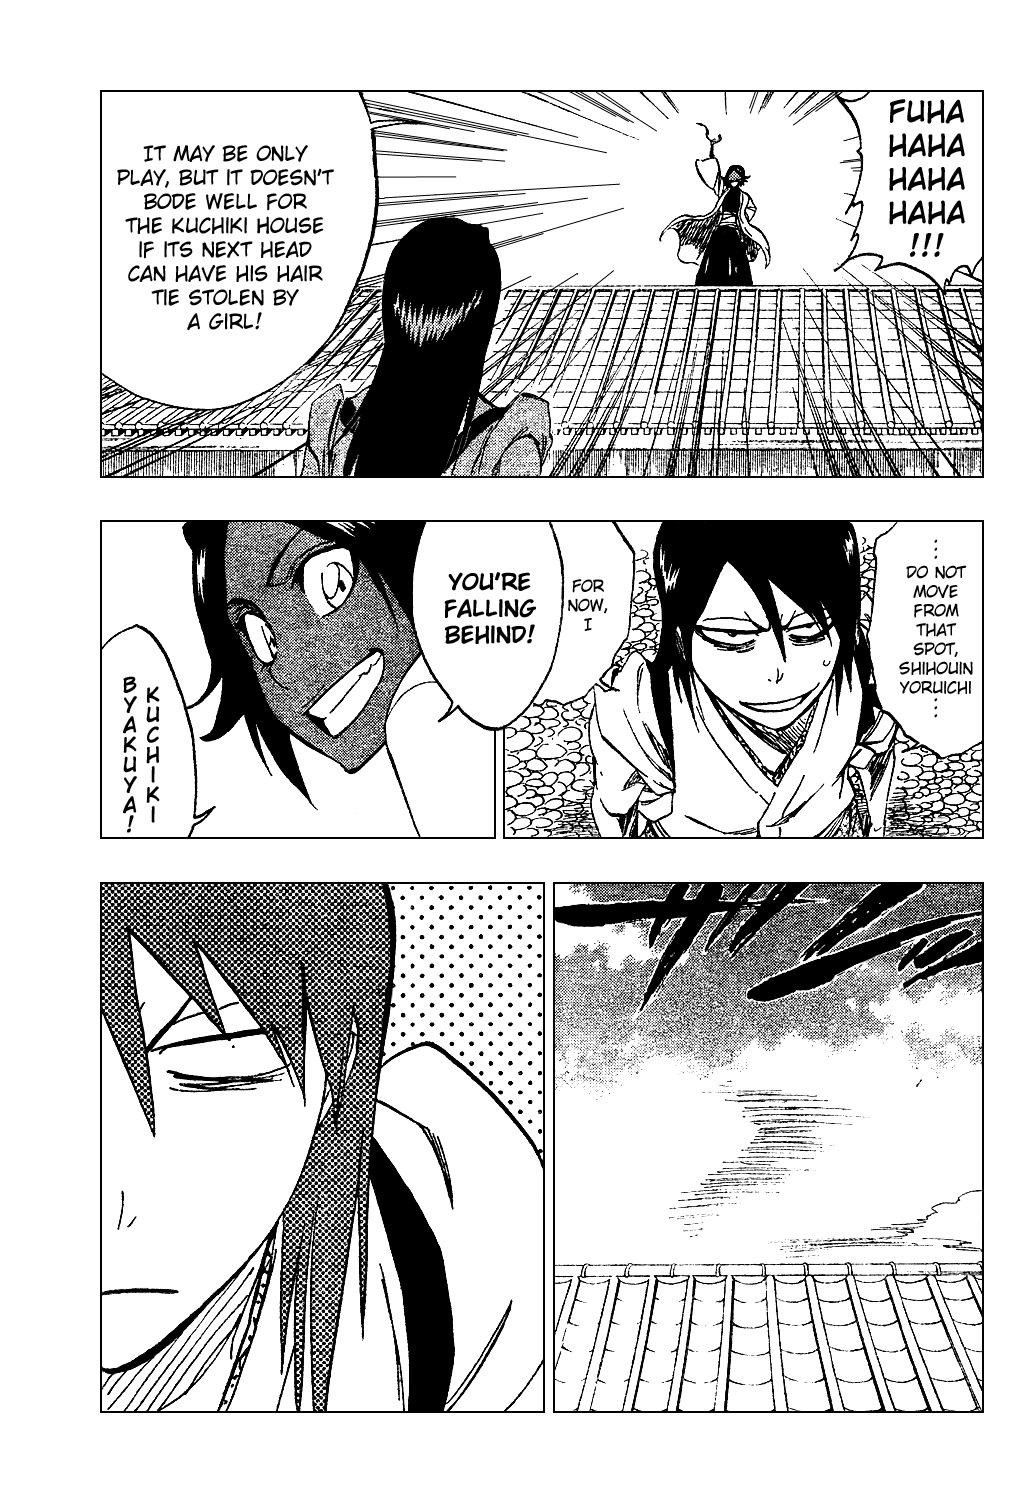 FUHA
HAHA
HAHA
HAHA
!!!
IT MAY BE ONLY
PLAY, BUT IT DOESN'T
BODE WELL FOR
THE KUCHIKI HOUSE
IF ITS NEXT HEAD
CAN HAVE HIS HAIR
TIE STOLEN BY
A GIRL!
...
DO NOT
MOVE
FROM
THAT
SPOT,
SHIHOUIN
YORUICHI
...
FOR
NOW,
I
YOU'RE
FALLING
BEHIND!
KUCHIKI
BYAKUYA!